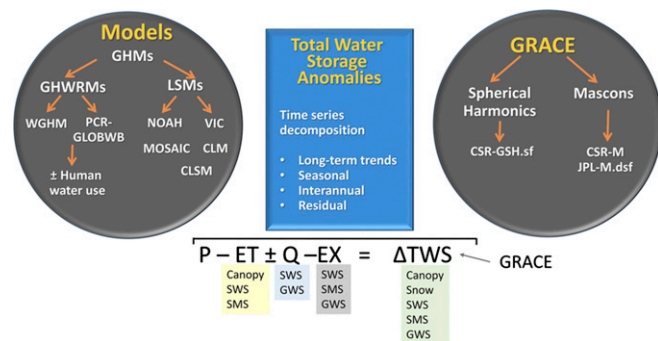 Models
GHMs
GHWRMs
LSMs
WGHM
PCR-
GLOBWB
± Human
water use
NOAH
VIC
MOSAIC
CLM
CLSM
Total Water
Storage
Anomalies
Time series
decomposition
• Long-term trends
• Seasonal
• Interannual
• Residual
GRACE
Spherical
Harmonics
Mascons
CSR-GSH.sf
CSR-M
JPL-M.dsf
P – ET ± Q –EX = ΔTWS
GRACE
Canopy
SWS
SMS
SWS
GWS
SWS
SMS
GWS
Canopy
Snow
SWS
SMS
GWS